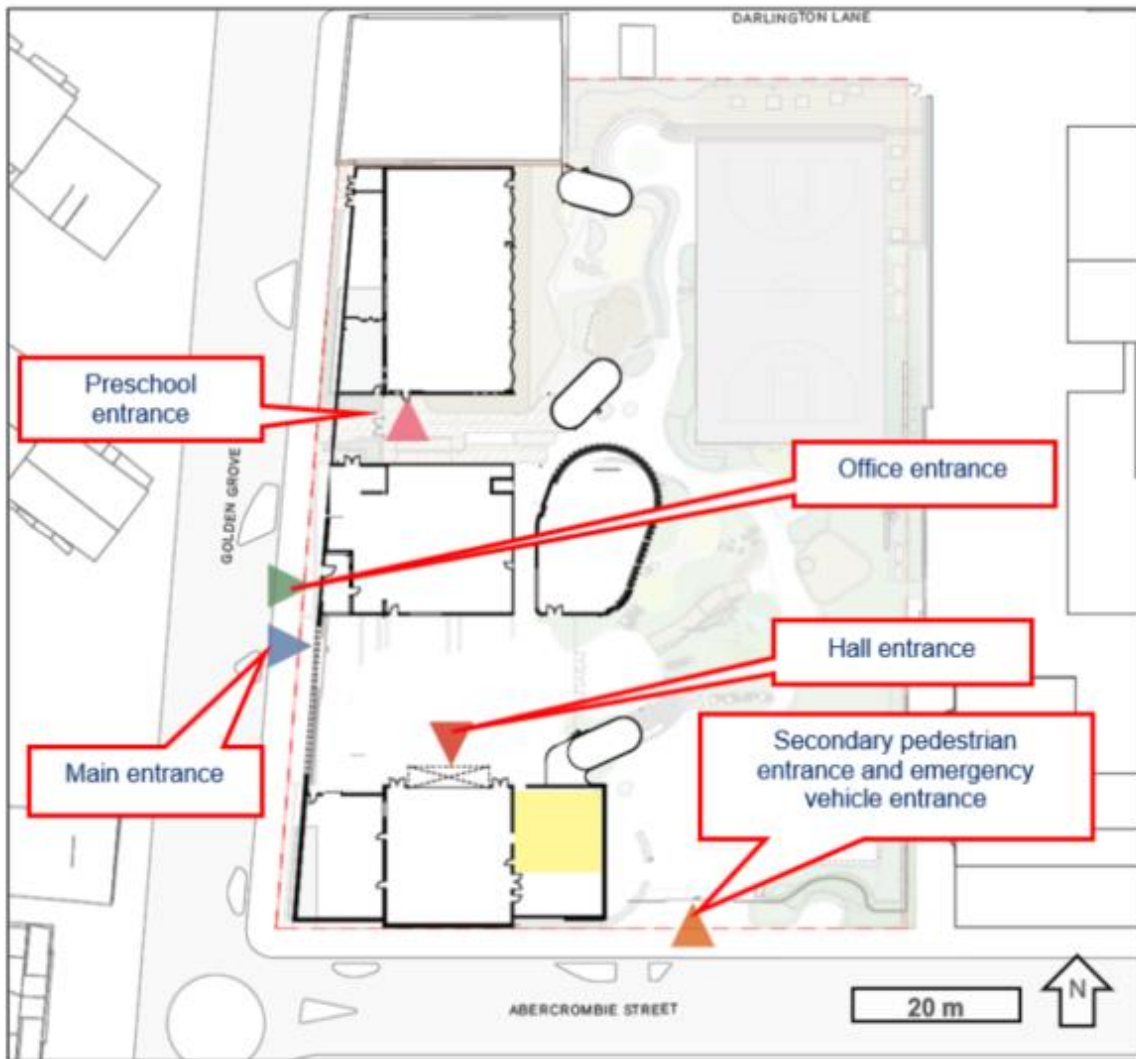 DARLINGTON LANE
Preschool
entrance
GOLDEN GROVE
Office entrance
Hall entrance
Main entrance
Secondary pedestrian
entrance and emergency
vehicle entrance
ABERCROMBIE STREET
20 m
N